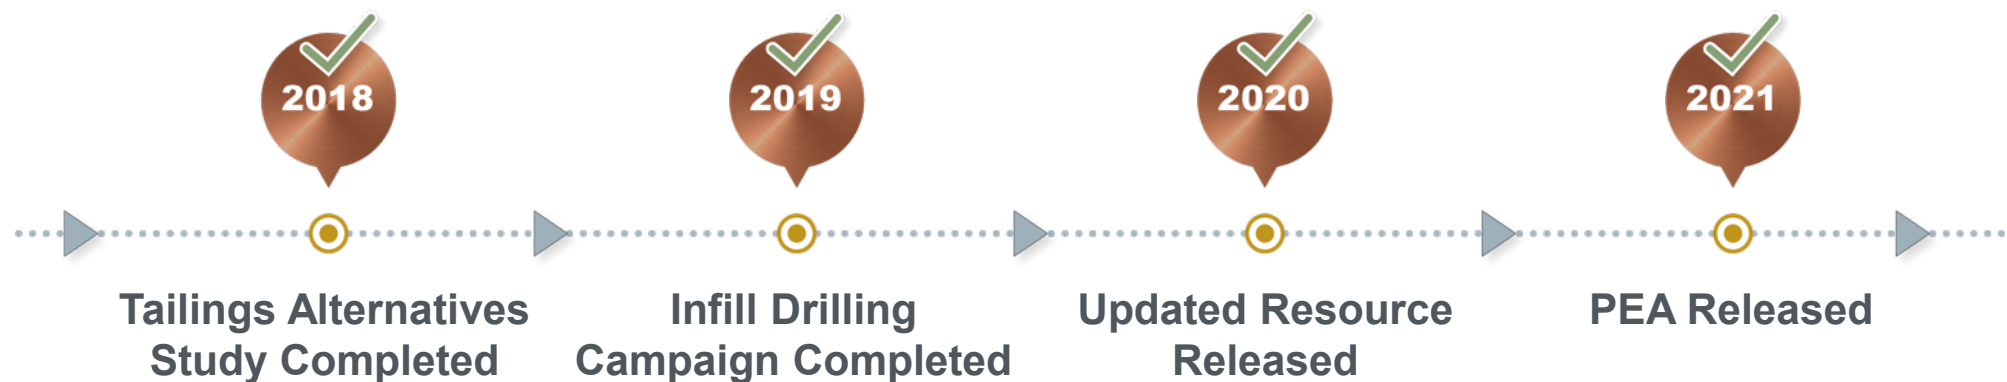 2018
2019
2020
2021
Tailings Alternatives
Study Completed
Infill Drilling
Campaign Completed
Updated Resource
Released
PEA Released